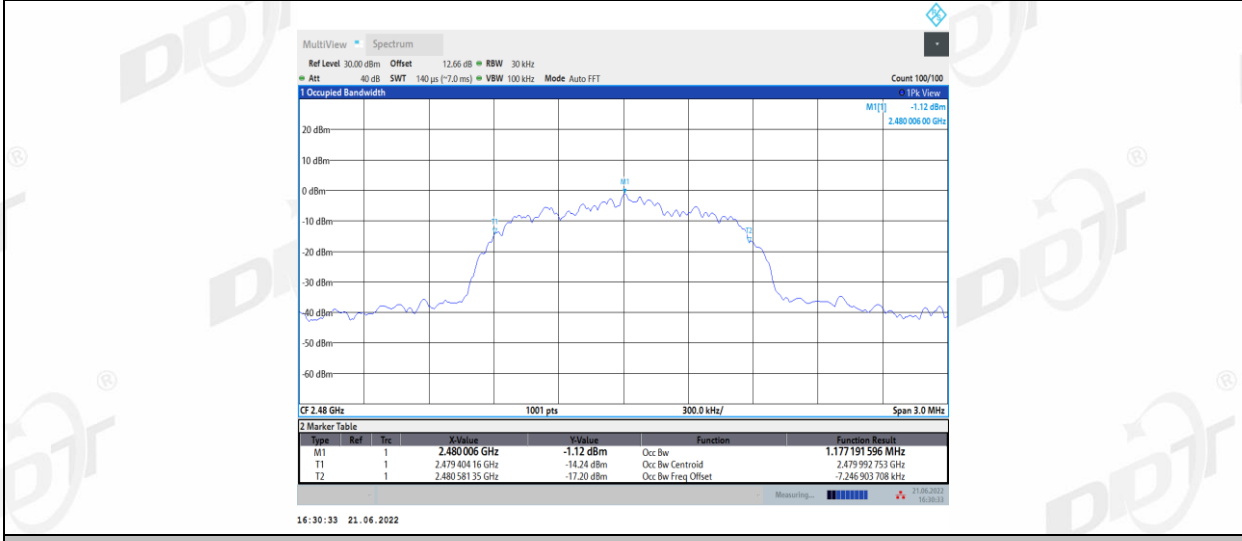 MultiView Spectrum
Ref Level 30.00 dBm Offset 12.66 dB RBW 30 kHz
Att 40 dB SWT 140 µs (~7.0 ms) VBW 100 kHz Mode Auto FFT Count 100/100
1 Occupied Bandwidth 1Pk View
M1[1] -1.12 dBm
2.480 006 00 GHz
20 dBm
10 dBm
M1
0 dBm
T1
-10 dBm
T2
-20 dBm
-30 dBm
-40 dBm
-50 dBm
-60 dBm
CF 2.48 GHz 1001 pts 300.0 kHz/ Span 3.0 MHz
2 Marker Table
Type Ref Trc X-Value Y-Value Function Function Result
M1 1 2.480 006 GHz -1.12 dBm Occ Bw 1.177 191 596 MHz
T1 1 2.479 404 16 GHz -14.24 dBm Occ Bw Centroid 2.479 992 753 GHz
T2 1 2.480 581 35 GHz -17.20 dBm Occ Bw Freq Offset -7.246 903 708 kHz
Measuring... 21.06.2022
16:30:33
16:30:33 21.06.2022
DDT
®